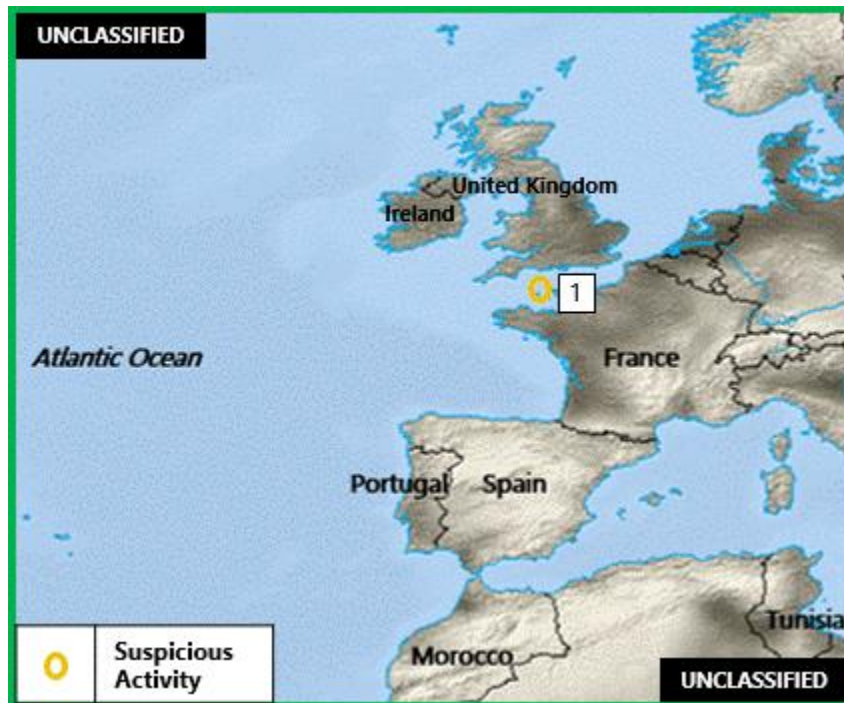 UNCLASSIFIED
United Kingdom
Ireland
1
France
Atlantic Ocean
Portugal
Spain
Tunisia
Suspicious
Activity
Morocco
UNCLASSIFIED